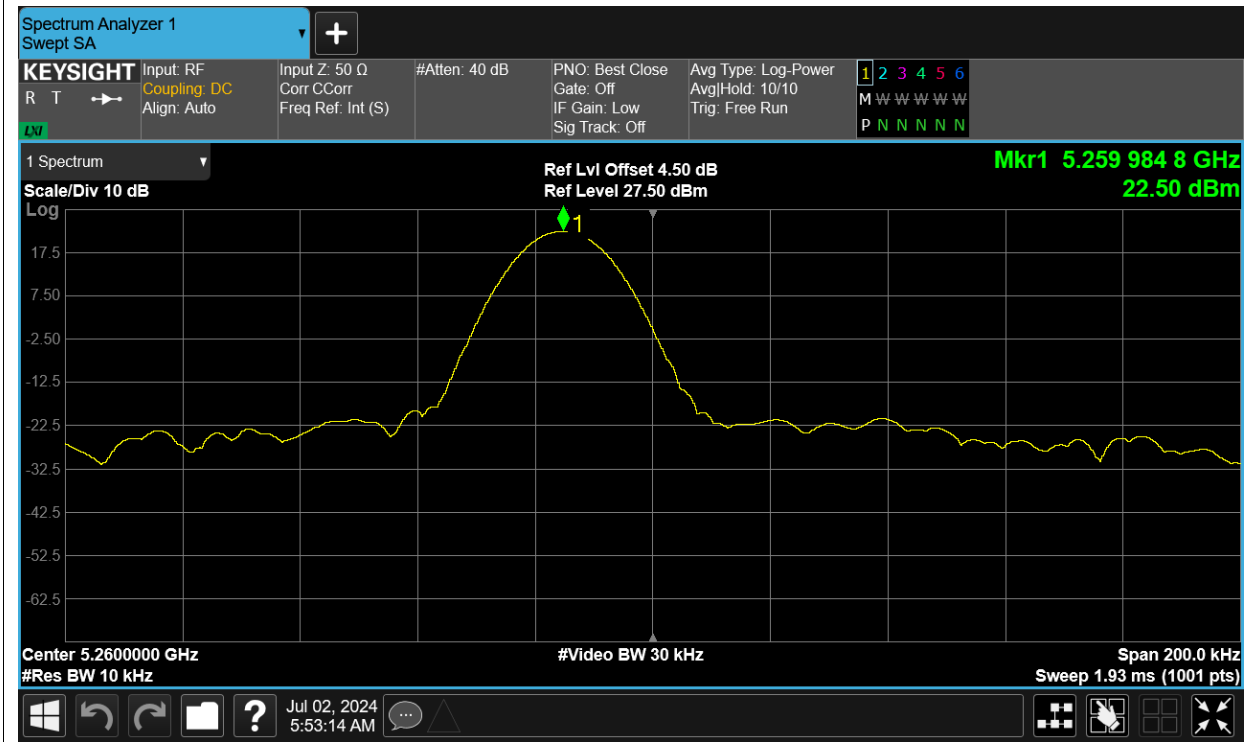 Spectrum Analyzer 1
Swept SA
+
KEYSIGHT
R T
LXI
Input: RF
Coupling: DC
Align: Auto
Input Z: 50 Ω
Corr CCorr
Freq Ref: Int (S)
#Atten: 40 dB
PNO: Best Close
Gate: Off
IF Gain: Low
Sig Track: Off
Avg Type: Log-Power
Avg|Hold: 10/10
Trig: Free Run
1 2 3 4 5 6
M W W W W W
P N N N N N
1 Spectrum
Scale/Div 10 dB
Log
Ref Lvl Offset 4.50 dB
Ref Level 27.50 dBm
Mkr1 5.259 984 8 GHz
22.50 dBm
1
17.5
7.50
-2.50
-12.5
-22.5
-32.5
-42.5
-52.5
-62.5
Center 5.2600000 GHz
#Res BW 10 kHz
#Video BW 30 kHz
Span 200.0 kHz
Sweep 1.93 ms (1001 pts)
?
Jul 02, 2024
5:53:14 AM